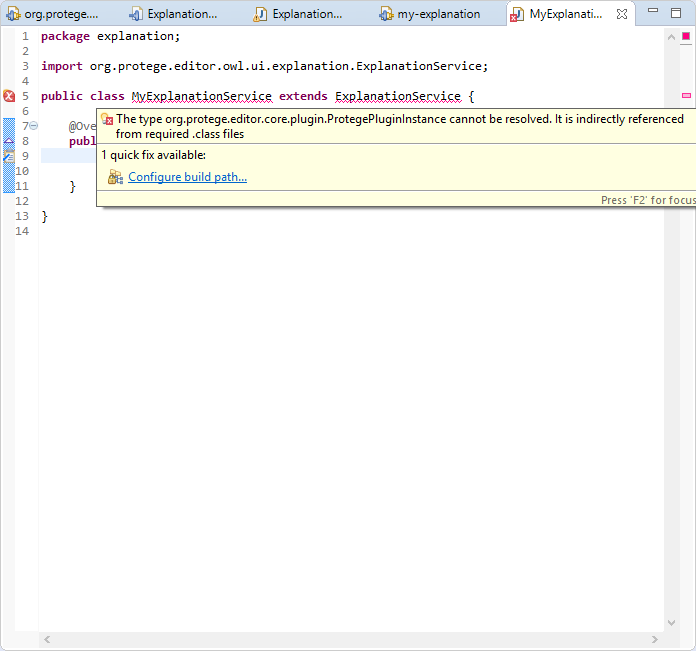 org.protege.... Explanation... Explanation... my-explanation MyExplanati...
1 package explanation;
2
3 import org.protege.editor.owl.ui.explanation.ExplanationService;
4
5 public class MyExplanationService extends ExplanationService {
6
7 @Ove
The type org.protege.editor.core.plugin.ProtegePluginInstance cannot be resolved. It is indirectly referenced
from required .class files
8 publ
9
1 quick fix available:
10
Configure build path...
11 }
Press 'F2' for focus
12
13 }
14